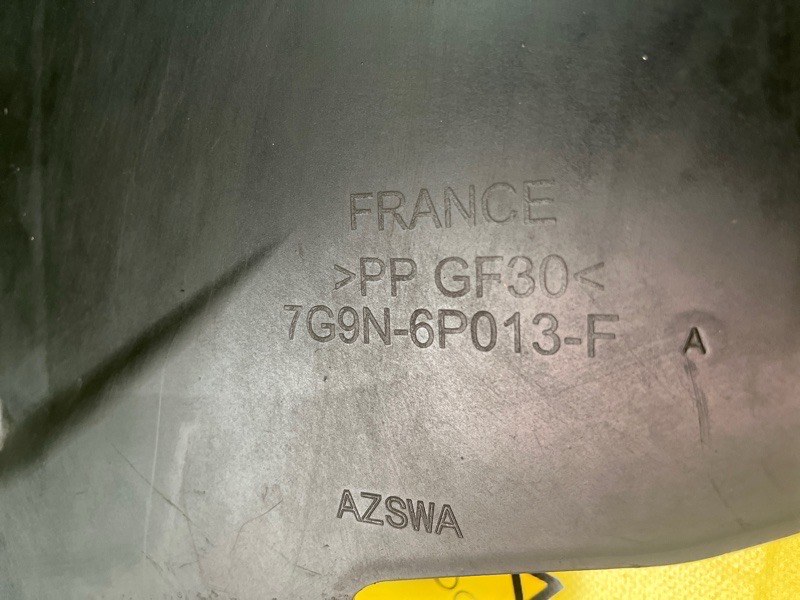 FRANCE
>PP GF30<
7G9N-6P013-F A
AZSWA